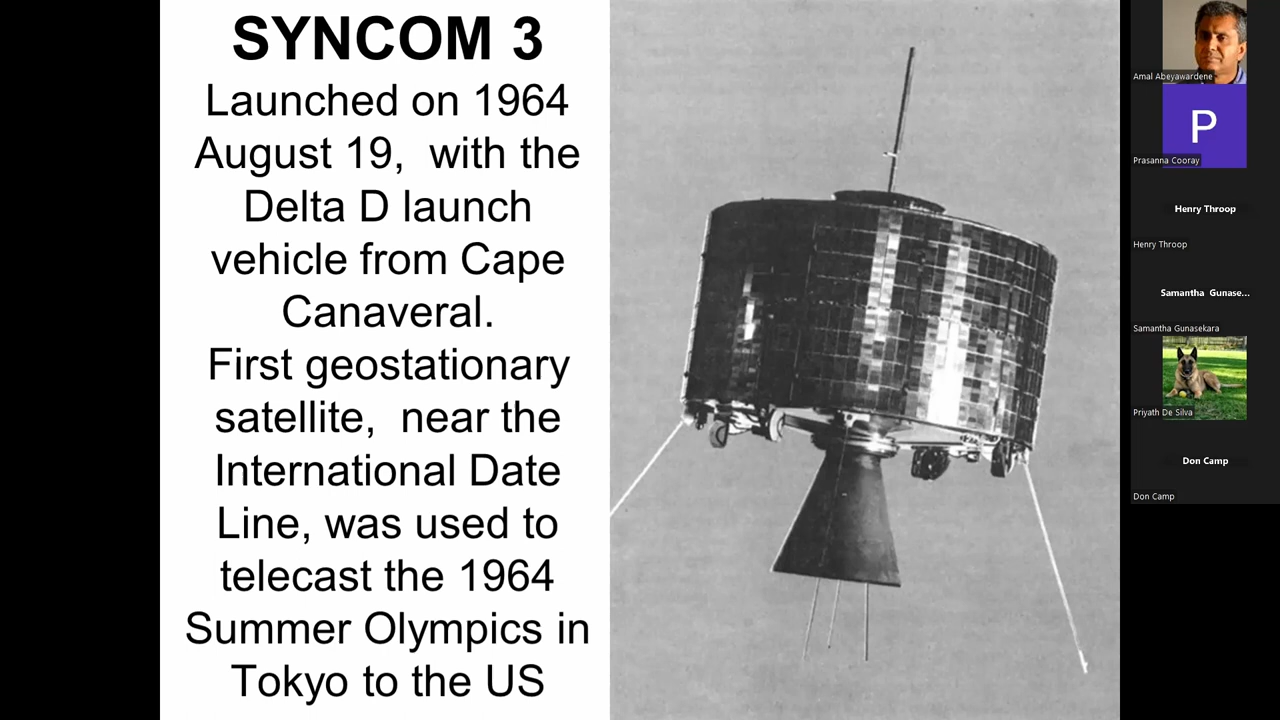 SYNCOM 3
Launched on 1964
August 19,  with the
Delta D launch
vehicle from Cape
Canaveral.
First geostationary
satellite,  near the
International Date
Line, was used to
telecast the 1964
Summer Olympics in
Tokyo to the US
Amal Abeyawardene
P
Prasanna Cooray
Henry Throop
Henry Throop
Samantha  Gunase...
Samantha Gunasekara
Priyath De Silva
Don Camp
Don Camp